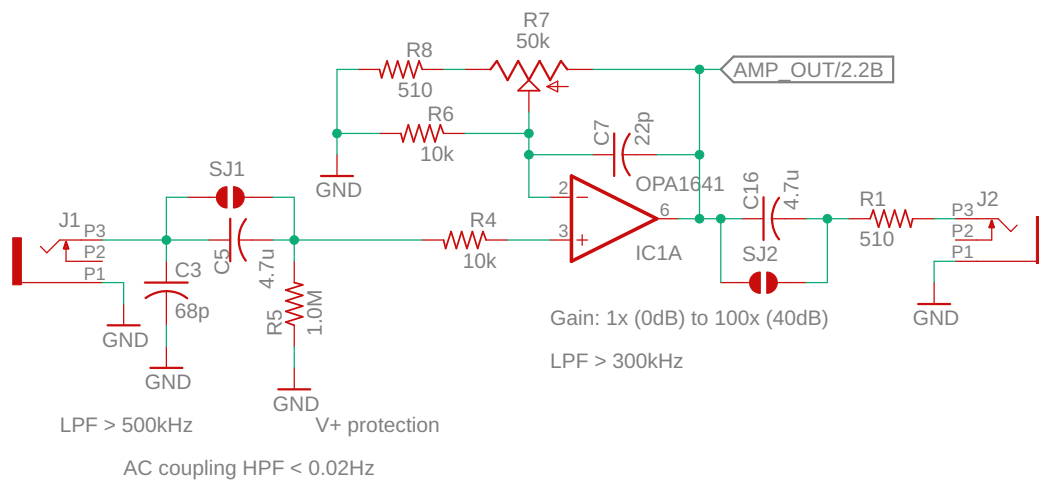 R7
50k
R8
510
AMP_OUT/2.2B
R6
10k
C7
22p
GND
SJ1
OPA1641
C16
4.7u
2
3
6
IC1A
J1
P3
P2
P1
C5
4.7u
C3
68p
R5
1.0M
R4
10k
R1
510
SJ2
J2
P3
P2
P1
GND
GND
GND
GND
Gain: 1x (0dB) to 100x (40dB)
LPF > 300kHz
LPF > 500kHz
V+ protection
AC coupling HPF < 0.02Hz